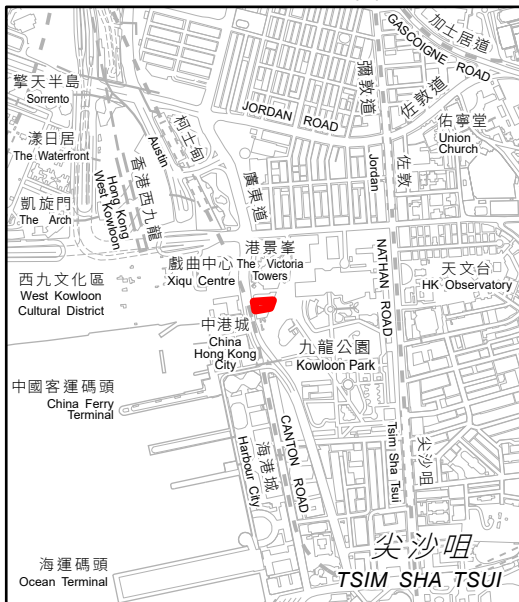 加士居道
GASCOIGNE ROAD
擎天半島
Sorrento
彌敦道
佐敦道
JORDAN ROAD
柯士甸
Austin
佑寧堂
Union
Church
漾日居
The Waterfront
香港西九龍
Hong Kong
West Kowloon
廣東道
Jordan
佐敦
凱旋門
The Arch
港景峯
The Victoria
Towers
戲曲中心
Xiqu Centre
NATHAN ROAD
天文台
HK Observatory
西九文化區
West Kowloon
Cultural District
中港城
China
Hong Kong
City
九龍公園
Kowloon Park
中國客運碼頭
China Ferry
Terminal
CANTON ROAD
海港城
Harbour City
Tsim Sha Tsui
尖沙咀
尖沙咀
TSIM SHA TSUI
海運碼頭
Ocean Terminal